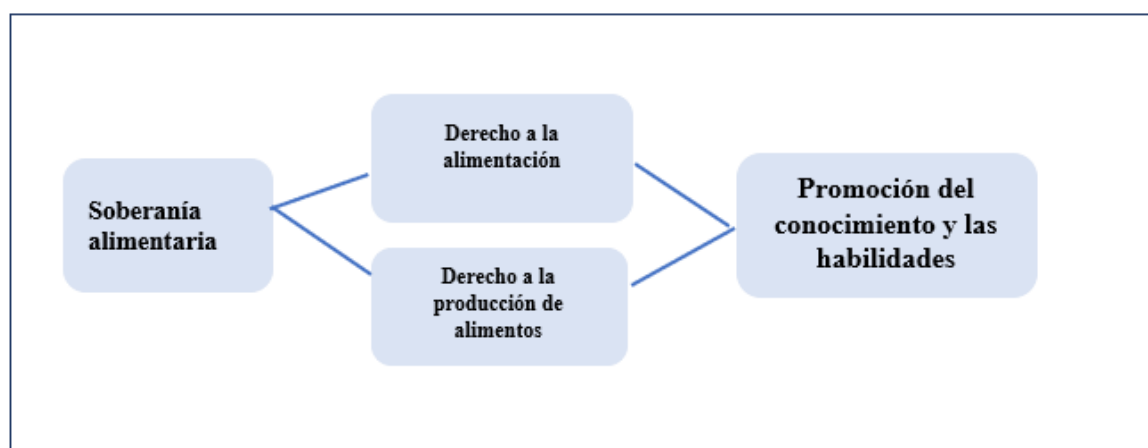 Soberanía
alimentaria
Derecho a la
alimentación
Derecho a la
producción de
alimentos
Promoción del
conocimiento y las
habilidades